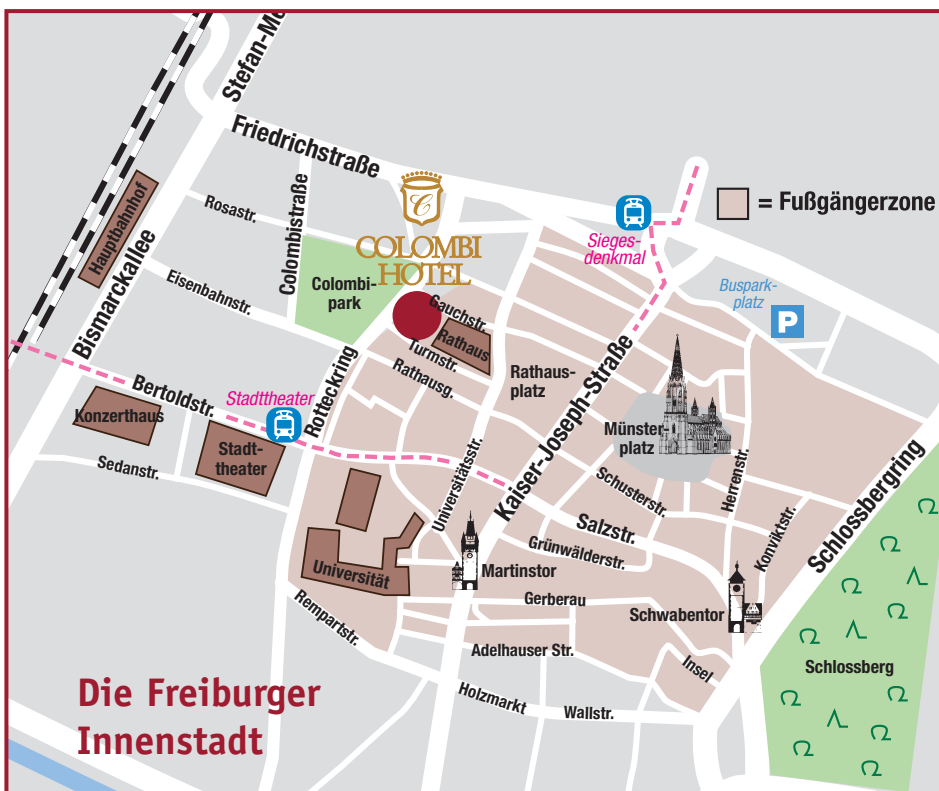 Stefan-Me
Friedrichstraße
Hauptbahnhof
Bismarckallee
Rosastr.
Colombistraße
Eisenbahnstr.
Colombi-
park
C
COLOMBI
HOTEL
Gauchstr.
Rathaus
Turmstr.
Rathausg.
Sieges-
denkmal
= Fußgängerzone
Buspark-
platz
P
Rathaus-
platz
Kaiser-Joseph-Straße
Münster-
platz
Bertoldstr.
Stadttheater
Rotteckring
Konzerthaus
Stadt-
theater
Sedanstr.
Universitätsstr.
Schusterstr.
Herrenstr.
Salzstr.
Grünwälderstr.
Konviktstr.
Schlossbergring
Universität
Martinstor
Gerberau
Schwabentor
Rempartstr.
Adelhauser Str.
Insel
Schlossberg
Holzmarkt
Wallstr.
Die Freiburger
Innenstadt